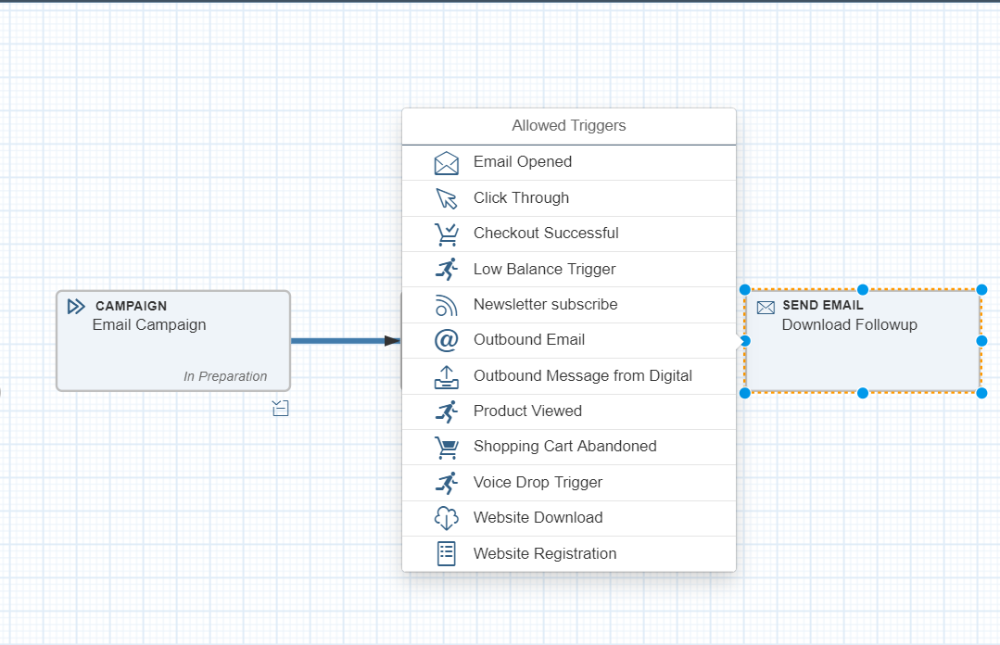 Allowed Triggers
Email Opened
Click Through
Checkout Successful
Low Balance Trigger
Newsletter subscribe
Outbound Email
Outbound Message from Digital
Product Viewed
Shopping Cart Abandoned
Voice Drop Trigger
Website Download
Website Registration
CAMPAIGN
Email Campaign
In Preparation
SEND EMAIL
Download Followup